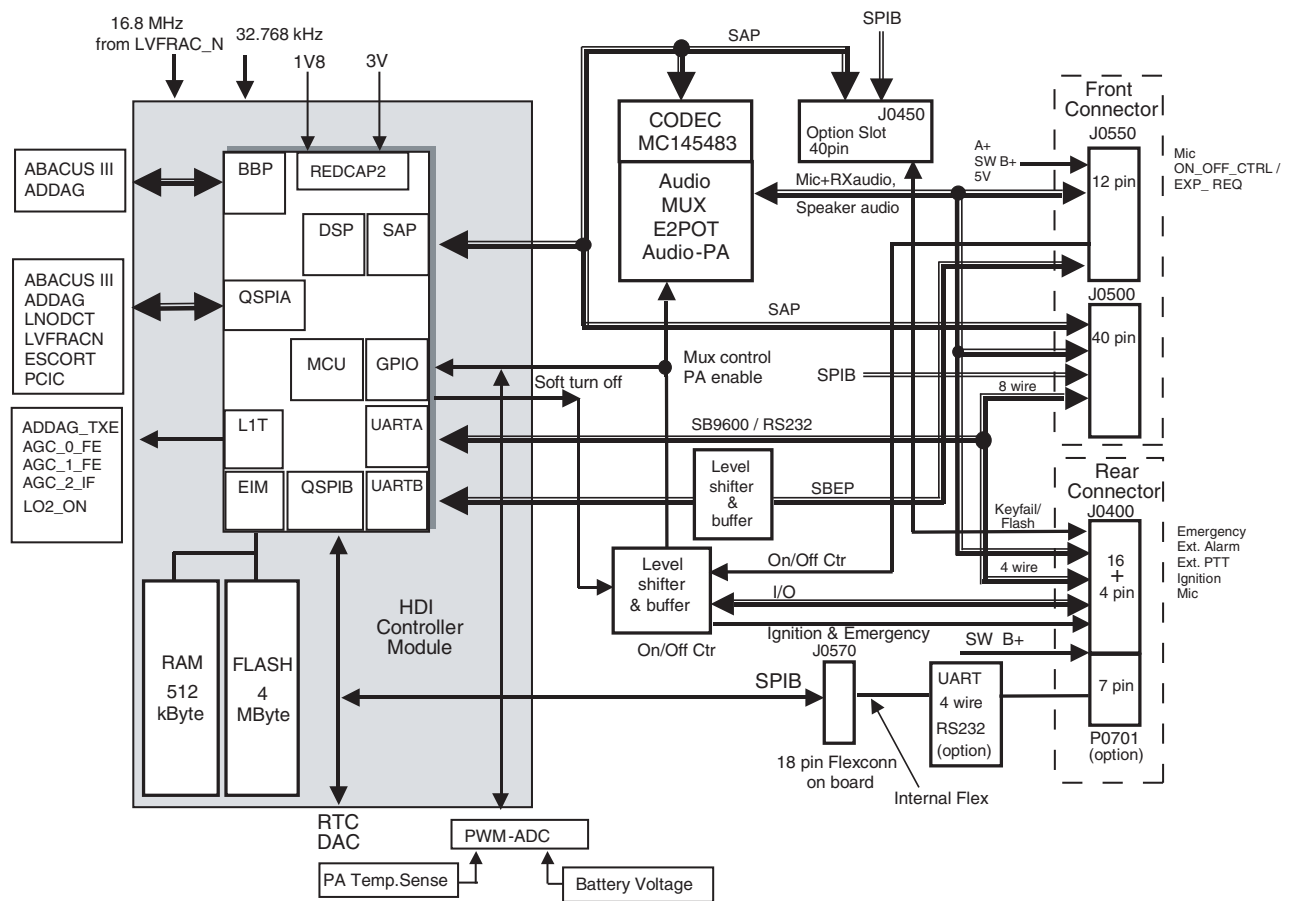 16.8 MHz
from LVFRAC_N
32.768 kHz
1V8
3V
SAP
SPIB
ABACUS III
ADDAG
BBP
REDCAP2
DSP
SAP
CODEC
MC145483
Audio
MUX
E2POT
Audio-PA
J0450
Option Slot
40pin
Mic+RXaudio,
Speaker audio
Front
Connector
J0550
A+
SW B+
5V
12 pin
Mic
ON_OFF_CTRL /
EXP_ REQ
ABACUS III
ADDAG
LNODCT
LVFRACN
ESCORT
PCIC
QSPIA
MCU
GPIO
SAP
J0500
40 pin
Mux control
PA enable
SPIB
8 wire
Soft turn off
ADDAG_TXE
AGC_0_FE
AGC_1_FE
AGC_2_IF
LO2_ON
L1T
UARTA
SB9600 / RS232
EIM
QSPIB
UARTB
Level
shifter
&
buffer
SBEP
Rear
Connector
J0400
Keyfail/
Flash
16
+
4 pin
4 wire
Emergency
Ext. Alarm
Ext. PTT
Ignition
Mic
Level
shifter
& buffer
On/Off Ctr
I/O
Ignition & Emergency
On/Off Ctr
HDI
Controller
Module
RAM
512
kByte
FLASH
4
MByte
SPIB
J0570
SW B+
UART
4 wire
RS232
(option)
7 pin
P0701
(option)
18 pin Flexconn
on board
Internal Flex
RTC
DAC
PWM-ADC
PA Temp.Sense
Battery Voltage